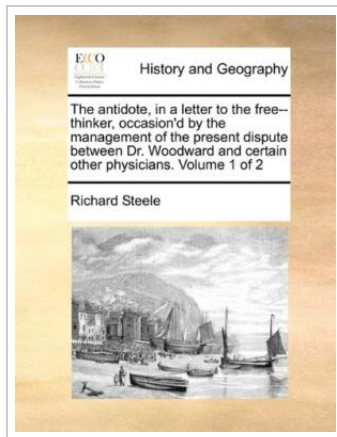 ECCO
History and Geography
The antidote, in a letter to the free--
thinker, occasion'd by the
management of the present dispute
between Dr. Woodward and certain
other physicians. Volume 1 of 2
Richard Steele